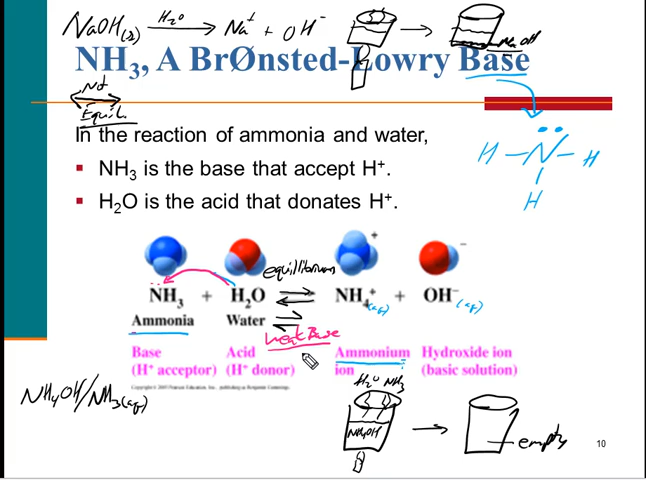 NaOH(s) H2O → Na+ + OH-
NaOH
NH3, A BrØnsted-Lowry Base
Not
Equil.
In the reaction of ammonia and water,
▪ NH3 is the base that accept H+.
▪ H2O is the acid that donates H+.
H – N – H
H
+ -
equilibrium
NH3 + H2O ⇌ NH4+ (aq) + OH- (aq)
Ammonia Water ⇌
weak Base
Base Acid Ammonium Hydroxide ion
(H+ acceptor) (H+ donor) ion (basic solution)
H2O NH3
NH4OH/NH3(aq)
NH4OH → empty
10